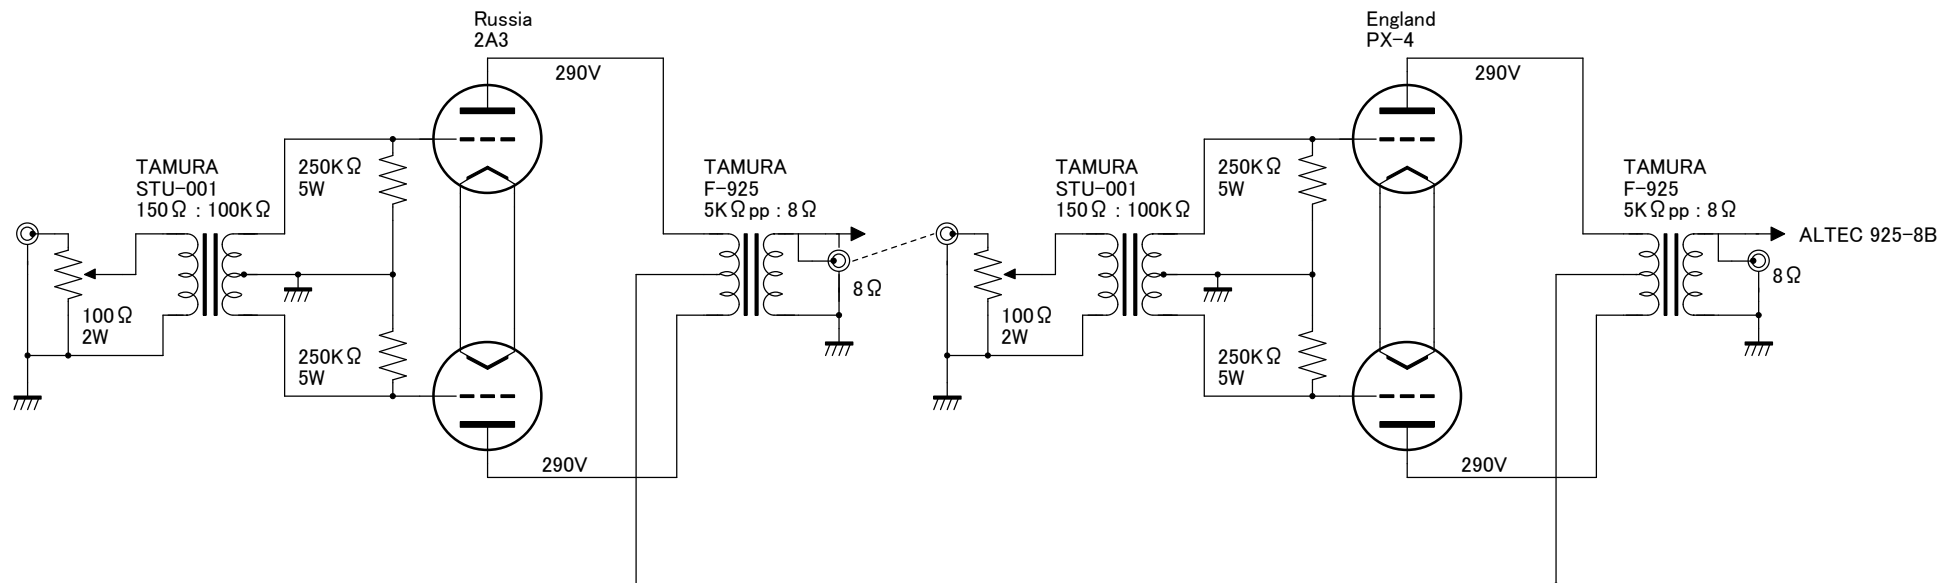 Russia
2A3
290V
TAMURA
STU-001
150Ω : 100KΩ
250KΩ
5W
100Ω
2W
250KΩ
5W
290V
TAMURA
F-925
5KΩpp : 8Ω
8Ω
England
PX-4
290V
TAMURA
STU-001
150Ω : 100KΩ
250KΩ
5W
100Ω
2W
250KΩ
5W
290V
TAMURA
F-925
5KΩpp : 8Ω
ALTEC 925-8B
8Ω